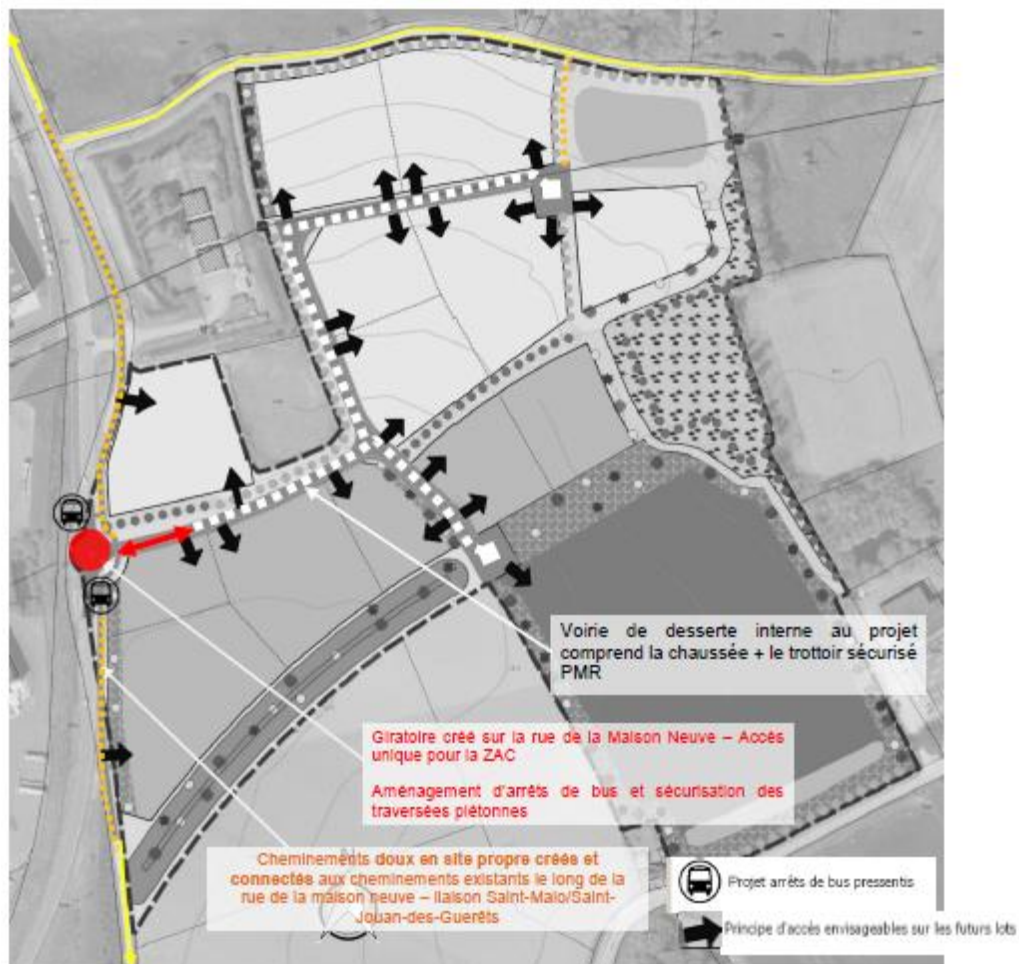 Voirie de desserte interne au projet
comprend la chaussée + le trottoir sécurisé
PMR
Giratoire créé sur la rue de la Maison Neuve – Accès
unique pour la ZAC
Aménagement d'arrêts de bus et sécurisation des
traversées piétonnes
Cheminements doux en site propre créés et
connectés aux cheminements existants le long de la
rue de la maison neuve – liaison Saint-Malo/Saint-
Jouan-des-Guerêts
Projet arrêts de bus pressentis
Principe d'accès envisageables sur les futurs lots